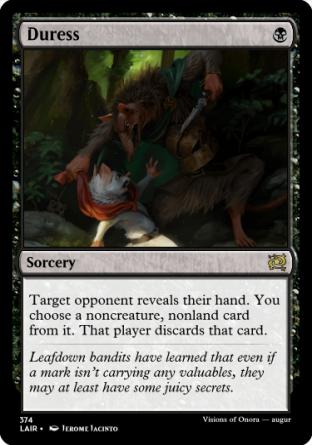 Duress
Sorcery
Target opponent reveals their hand. You
choose a noncreature, nonland card
from it. That player discards that card.
Leafdown bandits have learned that even if
a mark isn't carrying any valuables, they
may at least have some juicy secrets.
374
Visions of Onora — augur
LAIR • Jerome Jacinto